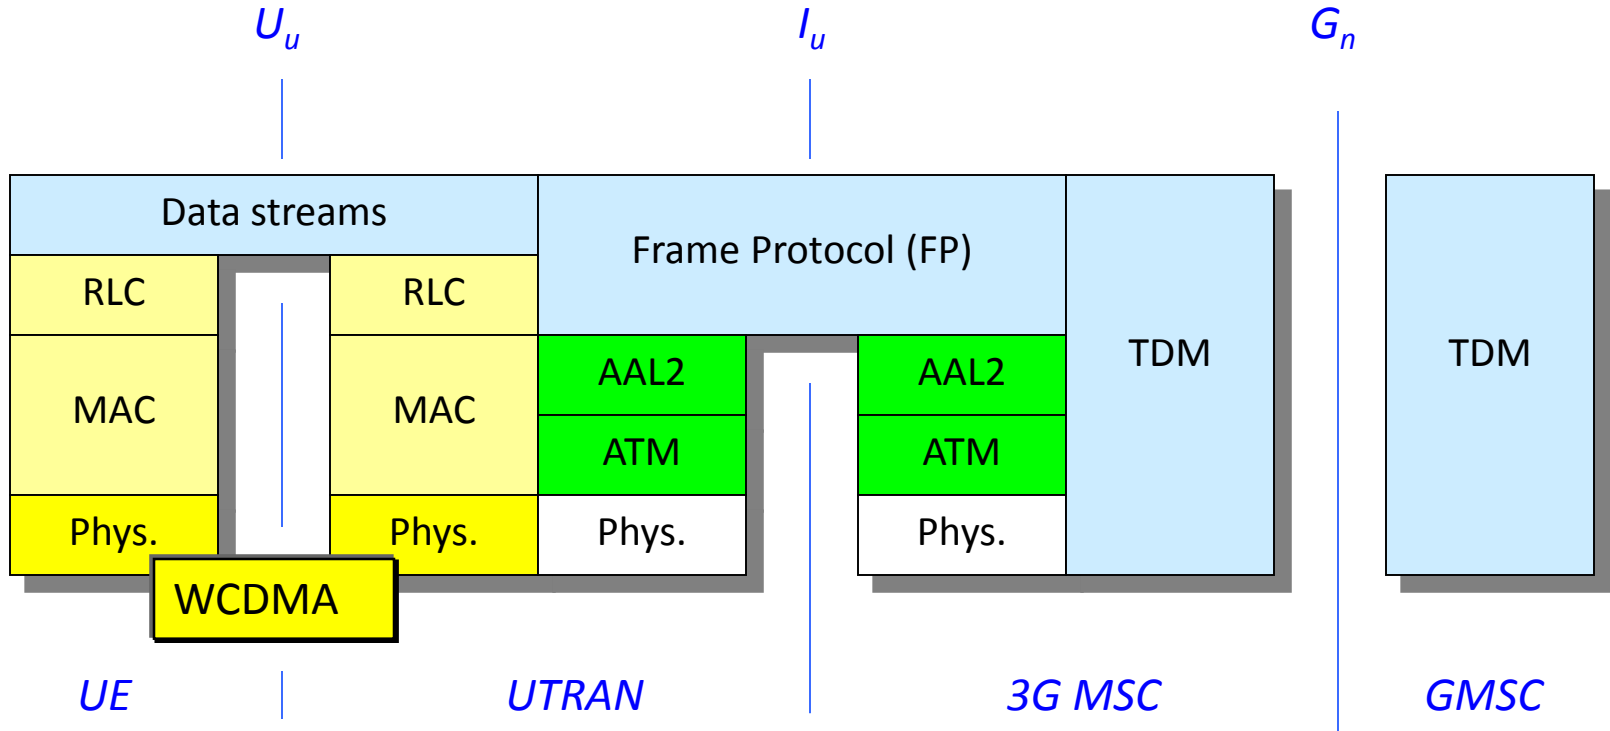 Uu
Iu
Gn
Data streams
Frame Protocol (FP)
RLC
RLC
TDM
TDM
AAL2
AAL2
MAC
MAC
ATM
ATM
Phys.
Phys.
Phys.
Phys.
WCDMA
UE
UTRAN
3G MSC
GMSC